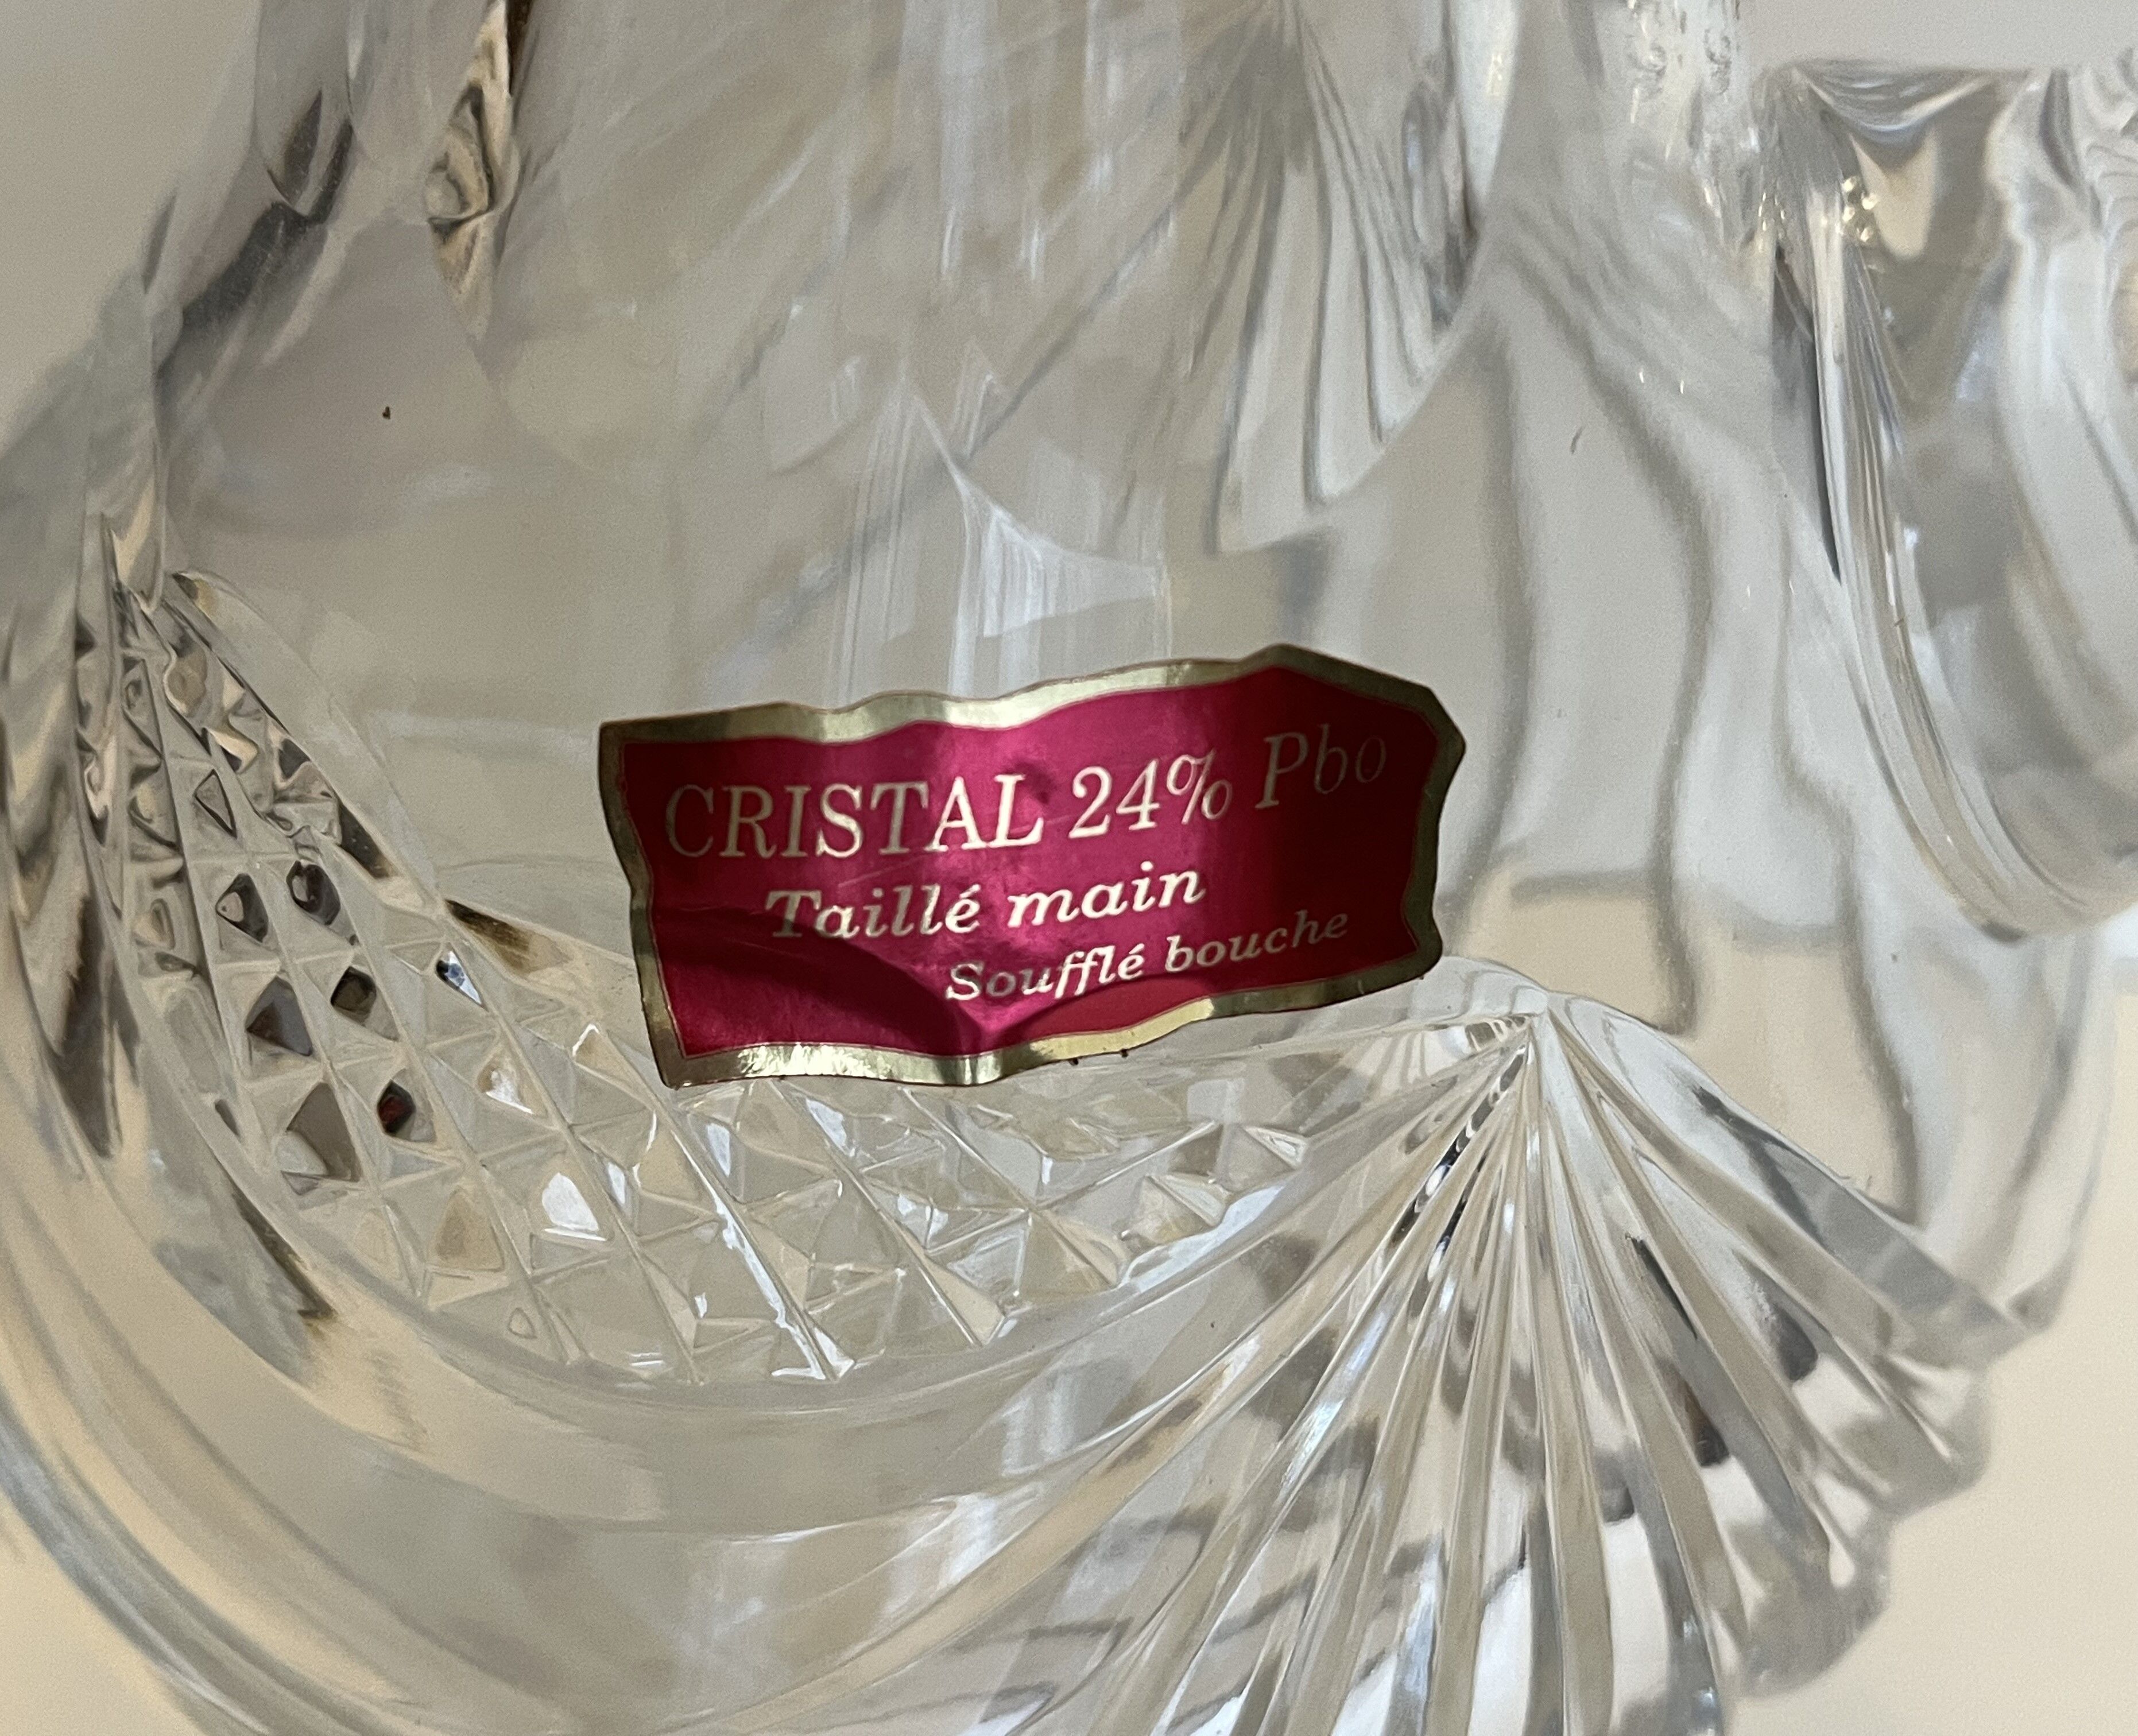 CRISTAL 24% Pbo
Taillé main
Soufflé bouche